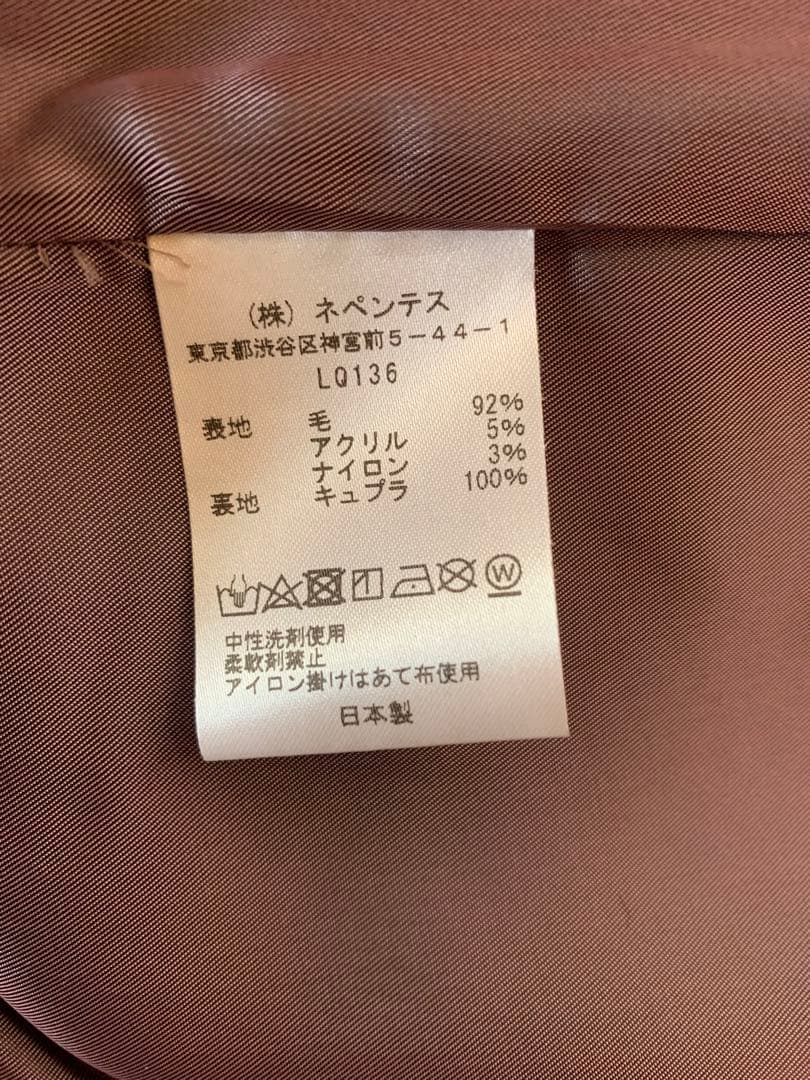 （株）ネペンテス
東京都渋谷区神宮前5－44－1
LQ136
表地 毛 92%
アクリル 5%
ナイロン 3%
裏地 キュプラ 100%
W
中性洗剤使用
柔軟剤禁止
アイロン掛けはあて布使用
日本製